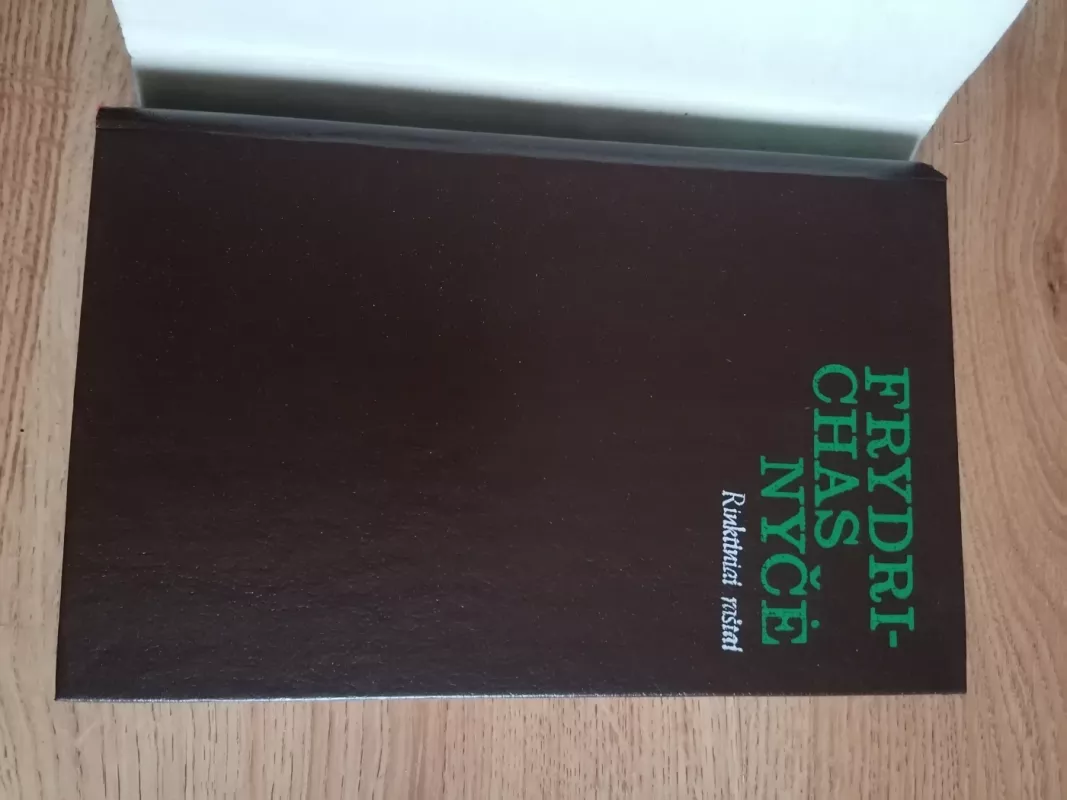 FRYDRI-
CHAS
NYČĖ
Rinktiniai raštai